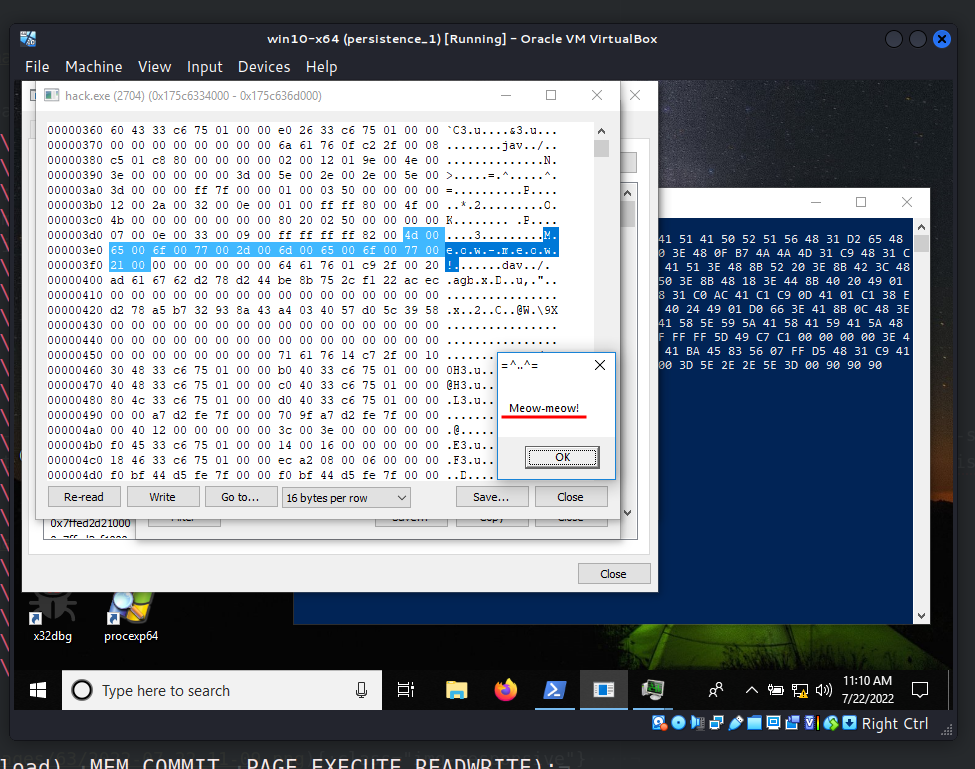 win10-x64 (persistence_1) [Running] - Oracle VM VirtualBox
File Machine View Input Devices Help
hack.exe (2704) (0x175c6334000 - 0x175c636d000)
00000360 60 43 33 c6 75 01 00 00 e0 26 33 c6 75 01 00 00 `C3.u....&3.u...
00000370 00 00 00 00 00 00 00 00 6a 61 76 0f c2 2f 00 08 ........jav../..
00000380 c5 01 c8 80 00 00 00 00 02 00 12 01 9e 00 4e 00 ..............N.
00000390 3e 00 00 00 00 00 3d 00 5e 00 2e 00 2e 00 5e 00 >.....=.^.....^.
000003a0 3d 00 00 00 ff 7f 00 00 01 00 03 50 00 00 00 00 =..........P....
000003b0 12 00 2a 00 32 00 0e 00 01 00 ff ff 80 00 4f 00 ..*.2.........O.
000003c0 4b 00 00 00 00 00 00 00 80 20 02 50 00 00 00 00 K........ .P....
000003d0 07 00 0e 00 33 00 09 00 ff ff ff ff 82 00 4d 00 ....3.........M.
000003e0 65 00 6f 00 77 00 2d 00 6d 00 65 00 6f 00 77 00 e.o.w.-.m.e.o.w.
000003f0 21 00 00 00 00 00 00 00 64 61 76 01 c9 2f 00 20 !.......dav../.
00000400 ad 61 67 62 d2 78 d2 44 be 8b 75 2c f1 22 ac ec .agb.x.D..u,."..
00000410 00 00 00 00 00 00 00 00 00 00 00 00 00 00 00 00 ................
00000420 d2 78 a5 b7 32 93 8a 43 a4 03 40 57 d0 5c 39 58 .x..2..C..@W.\9X
00000430 00 00 00 00 00 00 00 00 00 00 00 00 00 00 00 00 ................
00000440 00 00 00 00 00 00 00 00 00 00 00 00 00 00 00 00 ................
00000450 00 00 00 00 00 00 00 00 71 61 76 14 c7 2f 00 10
00000460 30 48 33 c6 75 01 00 00 b0 40 33 c6 75 01 00 00 0H3.u..
00000470 40 48 33 c6 75 01 00 00 c0 40 33 c6 75 01 00 00 @H3.u..
00000480 80 4c 33 c6 75 01 00 00 d0 40 33 c6 75 01 00 00 .L3.u..
00000490 00 00 a7 d2 fe 7f 00 00 70 9f a7 d2 fe 7f 00 00 .......
000004a0 00 40 12 00 00 00 00 00 3c 00 3e 00 00 00 00 00 .@.....
000004b0 f0 45 33 c6 75 01 00 00 14 00 16 00 00 00 00 00 .E3.u..
000004c0 18 46 33 c6 75 01 00 00 ec a2 08 00 06 00 00 00 .F3.u..
000004d0 f0 bf 44 d5 fe 7f 00 00 f0 bf 44 d5 fe 7f 00 00 ..D....
=^..^=
Meow-meow!
OK
Re-read Write Go to... 16 bytes per row Save... Close
0x7ffed2d21000
Close
41 51 41 50 52 51 56 48 31 D2 65 48
3E 48 0F B7 4A 4A 4D 31 C9 48 31 C
41 51 3E 48 8B 52 20 3E 8B 42 3C 48
50 3E 8B 48 18 3E 44 8B 40 20 49 01
31 C0 AC 41 C1 C9 0D 41 01 C1 38 E
40 24 49 01 D0 66 3E 41 8B 0C 48 3E
41 58 5E 59 5A 41 58 41 59 41 5A 48
FF FF 5D 49 C7 C1 00 00 00 00 3E 4
41 BA 45 83 56 07 FF D5 48 31 C9 41
00 3D 5E 2E 2E 5E 3D 00 90 90 90
x32dbg
procexp64
Type here to search
11:10 AM
7/22/2022
Right Ctrl
load), MEM_COMMIT, PAGE_EXECUTE_READWRITE);